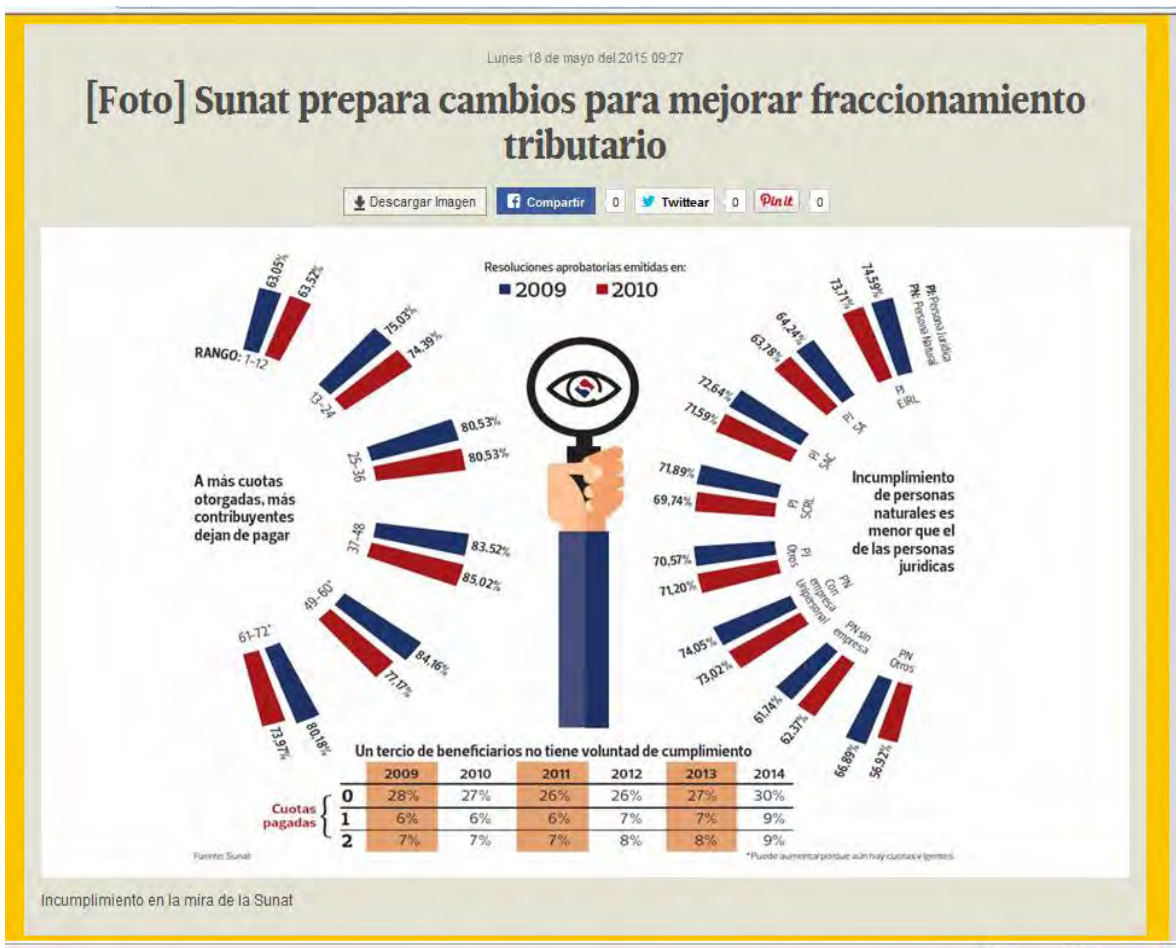 Lunes 18 de mayo del 2015 09:27
[Foto] Sunat prepara cambios para mejorar fraccionamiento
tributario
Descargar Imagen
Compartir
0
Twittear
0
Pin it
0
Resoluciones aprobatorias emitidas en:
2009 2010
RANGO: 1-12
63,05%
63,52%
13-24
75,03%
74,39%
25-36
80,53%
80,53%
A más cuotas
otorgadas, más
contribuyentes
dejan de pagar
37-48
83.52%
85,02%
49-60*
84,16%
77,17%
61-72*
73,97%
80,18%
PJ: Persona Jurídica
PN: Persona Natural
73,71%
74,59%
PJ
EIRL
63,78%
64,24%
72,64%
71,59%
PJ
SAC
71,89%
69,74%
PJ
SCRL
70,57%
71,20%
PJ
Otros
PN
Con
empresa
Unipersonal
74,05%
73,02%
PN sin
empresa
61,74%
62,37%
PN
Otros
66,89%
56,92%
Incumplimiento
de personas
naturales es
menor que el
de las personas
jurídicas
Un tercio de beneficiarios no tiene voluntad de cumplimiento
2009 2010 2011 2012 2013 2014
Cuotas
pagadas
0 28% 27% 26% 26% 27% 30%
1 6% 6% 6% 7% 7% 9%
2 7% 7% 7% 8% 8% 9%
Fuente: Sunat
*Puede aumentar porque aún hay cuotas vigentes.
Incumplimiento en la mira de la Sunat